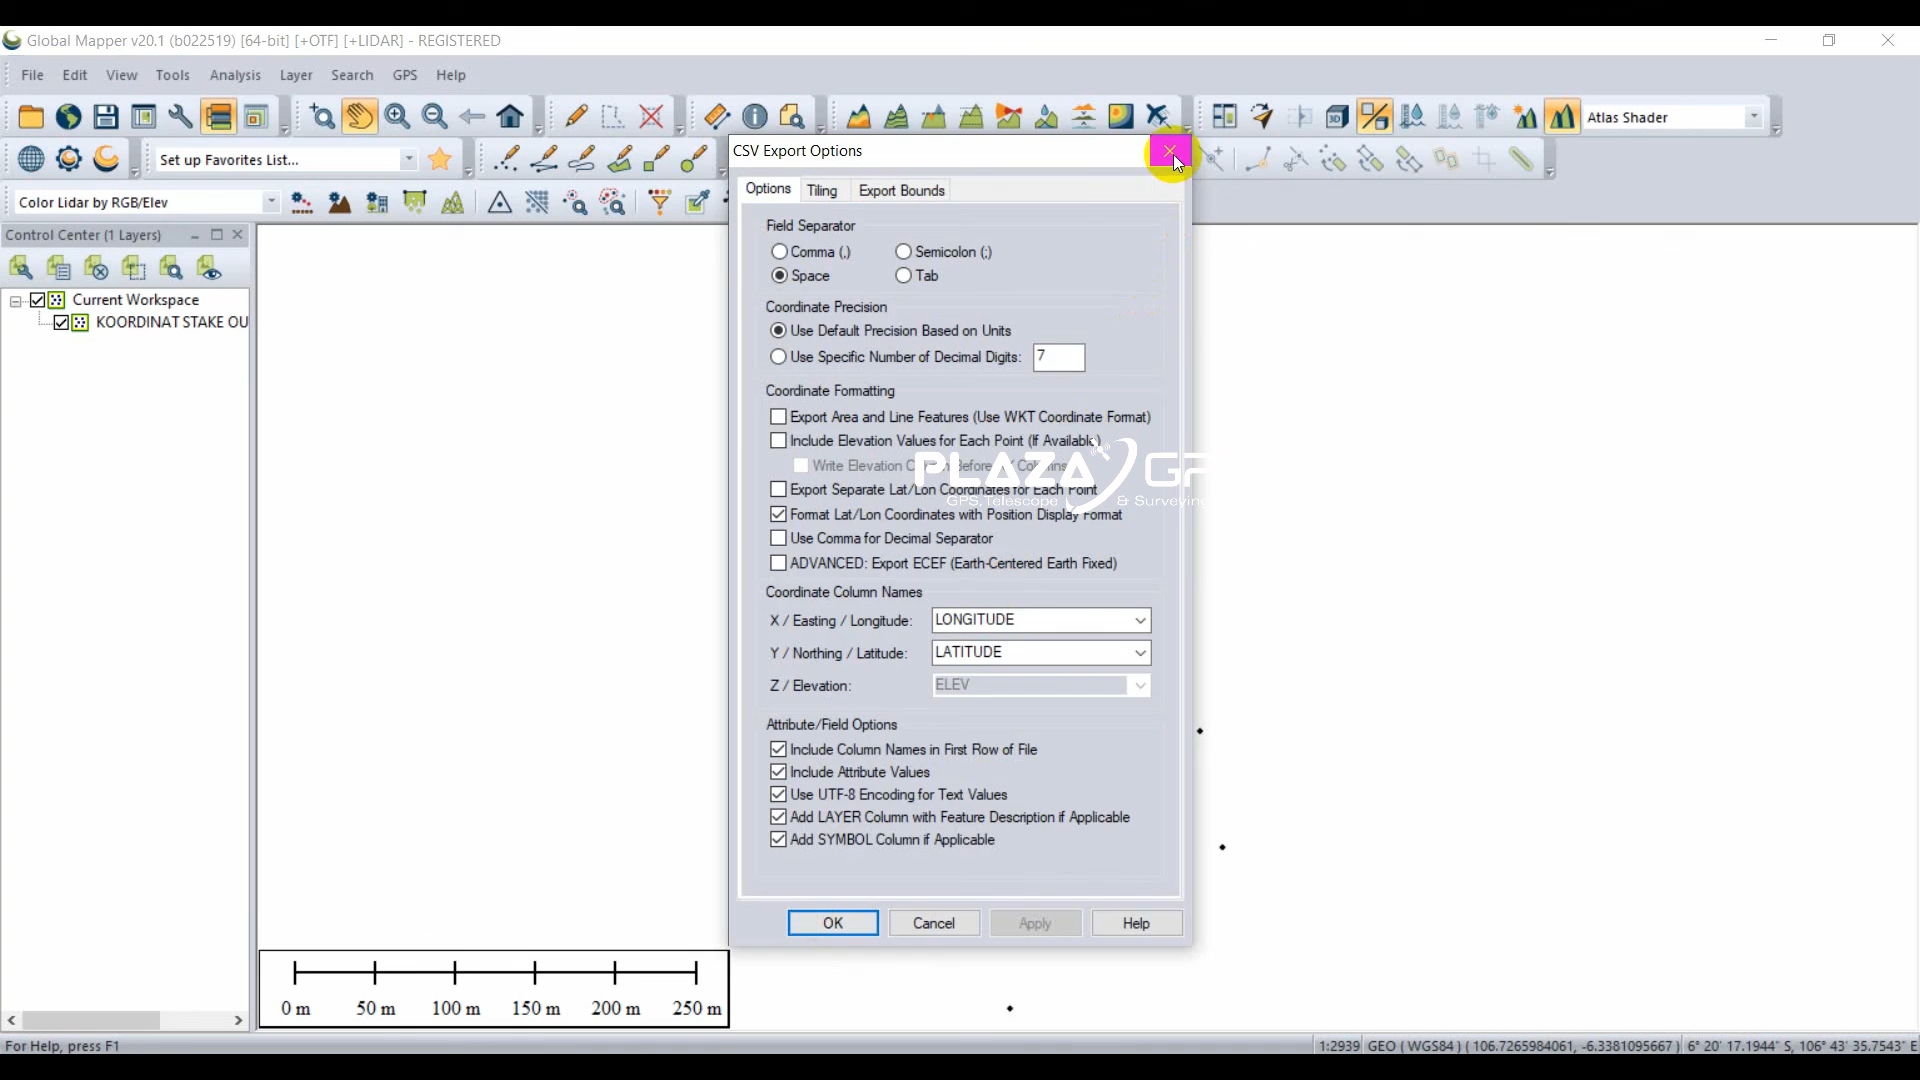 Global Mapper v20.1 (b022519) [64-bit] [+OTF] [+LIDAR] - REGISTERED
File Edit View Tools Analysis Layer Search GPS Help
Atlas Shader
Set up Favorites List...
Color Lidar by RGB/Elev
Control Center (1 Layers)
Current Workspace
KOORDINAT STAKE OU
CSV Export Options
Options Tiling Export Bounds
Field Separator
Comma (,) Semicolon (;)
Space Tab
Coordinate Precision
Use Default Precision Based on Units
Use Specific Number of Decimal Digits: 7
Coordinate Formatting
Export Area and Line Features (Use WKT Coordinate Format)
Include Elevation Values for Each Point (If Available)
Write Elevation Before Columns
PLAZA
Export Separate Lat/Lon Coordinates for Each Point
GPS, Telescope & Surveying
Format Lat/Lon Coordinates with Position Display Format
Use Comma for Decimal Separator
ADVANCED: Export ECEF (Earth-Centered Earth Fixed)
Coordinate Column Names
X / Easting / Longitude: LONGITUDE
Y / Northing / Latitude: LATITUDE
Z / Elevation: ELEV
Attribute/Field Options
Include Column Names in First Row of File
Include Attribute Values
Use UTF-8 Encoding for Text Values
Add LAYER Column with Feature Description if Applicable
Add SYMBOL Column if Applicable
OK Cancel Apply Help
0 m 50 m 100 m 150 m 200 m 250 m
For Help, press F1
1:2939 GEO ( WGS84 ) ( 106.7265984061, -6.3381095667 ) 6° 20' 17.1944" S, 106° 43' 35.7543" E